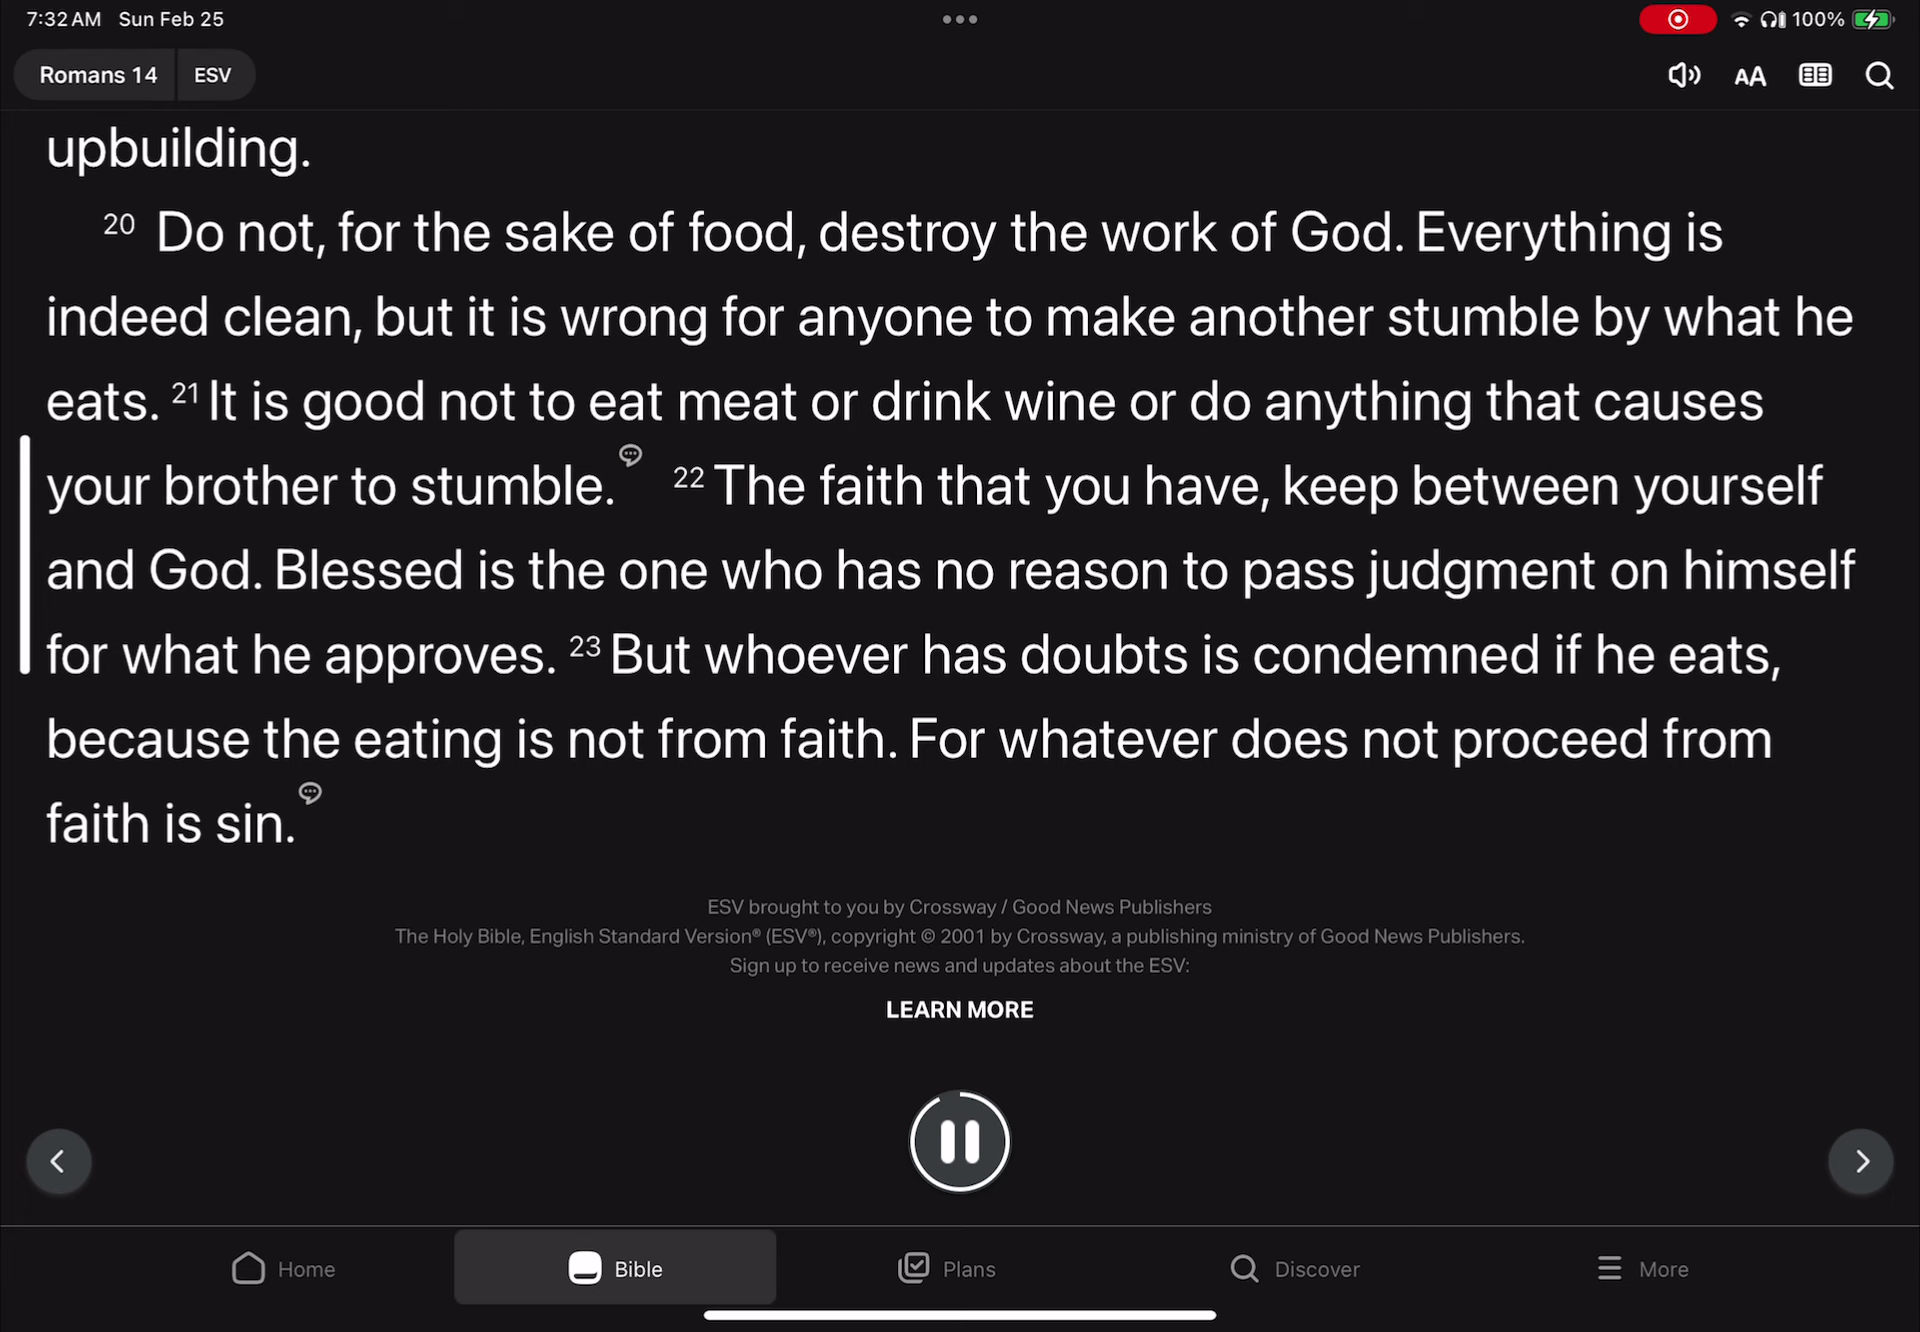 7:32 AM Sun Feb 25
100%
Romans 14 ESV
AA
upbuilding.
20 Do not, for the sake of food, destroy the work of God. Everything is
indeed clean, but it is wrong for anyone to make another stumble by what he
eats. 21 It is good not to eat meat or drink wine or do anything that causes
your brother to stumble. 22 The faith that you have, keep between yourself
and God. Blessed is the one who has no reason to pass judgment on himself
for what he approves. 23 But whoever has doubts is condemned if he eats,
because the eating is not from faith. For whatever does not proceed from
faith is sin.
ESV brought to you by Crossway / Good News Publishers
The Holy Bible, English Standard Version® (ESV®), copyright © 2001 by Crossway, a publishing ministry of Good News Publishers.
Sign up to receive news and updates about the ESV:
LEARN MORE
Home Bible Plans Discover More